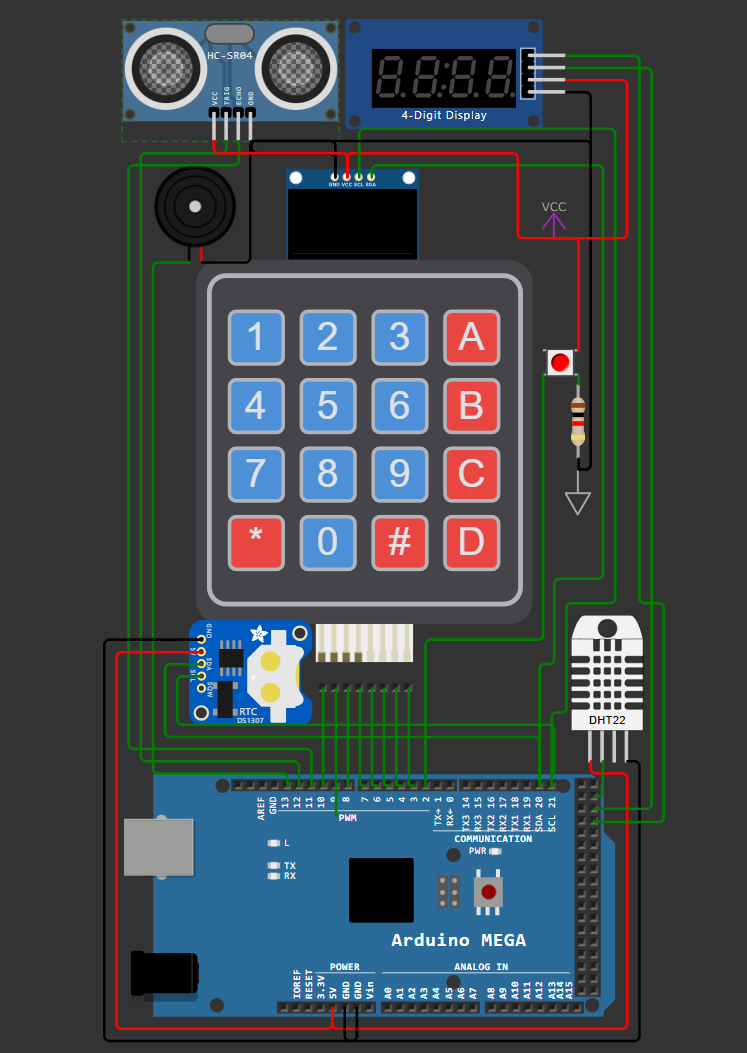 HC-SR04
VCC
TRIG
ECHO
GND
4-Digit Display
GND VCC SCL SDA
VCC
1 2 3 A
4 5 6 B
7 8 9 C
* 0 # D
GND
SDA
SCL
SQW
RTC
DS1307
DHT22
AREF
GND
13
12
11
10
9
8
7
6
5
4
3
2
TX→ 1
RX← 0
TX3 14
RX3 15
TX2 16
RX2 17
TX1 18
RX1 19
SDA 20
SCL 21
PWM
COMMUNICATION
PWR
L
TX
RX
Arduino MEGA
POWER
ANALOG IN
IOREF
RESET
3.3V
5V
GND
GND
Vin
A0
A1
A2
A3
A4
A5
A6
A7
A8
A9
A10
A11
A12
A13
A14
A15